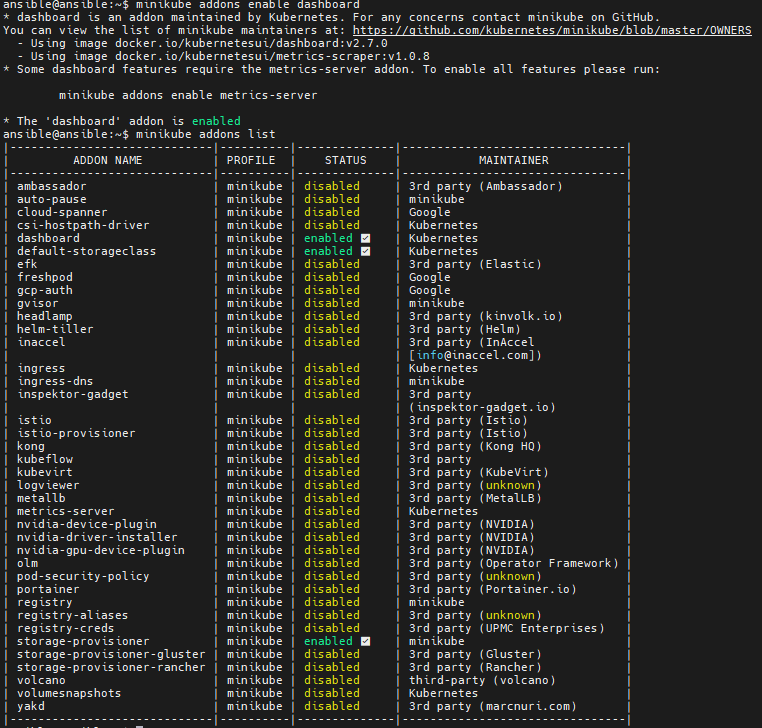 ansible@ansible:~$ minikube addons enable dashboard
* dashboard is an addon maintained by Kubernetes. For any concerns contact minikube on GitHub.
You can view the list of minikube maintainers at: https://github.com/kubernetes/minikube/blob/master/OWNERS
  - Using image docker.io/kubernetesui/dashboard:v2.7.0
  - Using image docker.io/kubernetesui/metrics-scraper:v1.0.8
* Some dashboard features require the metrics-server addon. To enable all features please run:
        minikube addons enable metrics-server
* The 'dashboard' addon is enabled
ansible@ansible:~$ minikube addons list
|-----------------------------|----------|--------------|--------------------------------|
|         ADDON NAME          | PROFILE  |    STATUS    |           MAINTAINER           |
|-----------------------------|----------|--------------|--------------------------------|
| ambassador                  | minikube | disabled     | 3rd party (Ambassador)         |
| auto-pause                  | minikube | disabled     | minikube                       |
| cloud-spanner               | minikube | disabled     | Google                         |
| csi-hostpath-driver         | minikube | disabled     | Kubernetes                     |
| dashboard                   | minikube | enabled ✅   | Kubernetes                     |
| default-storageclass        | minikube | enabled ✅   | Kubernetes                     |
| efk                         | minikube | disabled     | 3rd party (Elastic)            |
| freshpod                    | minikube | disabled     | Google                         |
| gcp-auth                    | minikube | disabled     | Google                         |
| gvisor                      | minikube | disabled     | minikube                       |
| headlamp                    | minikube | disabled     | 3rd party (kinvolk.io)         |
| helm-tiller                 | minikube | disabled     | 3rd party (Helm)               |
| inaccel                     | minikube | disabled     | 3rd party (InAccel             |
|                             |          |              | [info@inaccel.com])            |
| ingress                     | minikube | disabled     | Kubernetes                     |
| ingress-dns                 | minikube | disabled     | minikube                       |
| inspektor-gadget            | minikube | disabled     | 3rd party                      |
|                             |          |              | (inspektor-gadget.io)          |
| istio                       | minikube | disabled     | 3rd party (Istio)              |
| istio-provisioner           | minikube | disabled     | 3rd party (Istio)              |
| kong                        | minikube | disabled     | 3rd party (Kong HQ)            |
| kubeflow                    | minikube | disabled     | 3rd party                      |
| kubevirt                    | minikube | disabled     | 3rd party (KubeVirt)           |
| logviewer                   | minikube | disabled     | 3rd party (unknown)            |
| metallb                     | minikube | disabled     | 3rd party (MetalLB)            |
| metrics-server              | minikube | disabled     | Kubernetes                     |
| nvidia-device-plugin        | minikube | disabled     | 3rd party (NVIDIA)             |
| nvidia-driver-installer     | minikube | disabled     | 3rd party (NVIDIA)             |
| nvidia-gpu-device-plugin    | minikube | disabled     | 3rd party (NVIDIA)             |
| olm                         | minikube | disabled     | 3rd party (Operator Framework) |
| pod-security-policy         | minikube | disabled     | 3rd party (unknown)            |
| portainer                   | minikube | disabled     | 3rd party (Portainer.io)       |
| registry                    | minikube | disabled     | minikube                       |
| registry-aliases            | minikube | disabled     | 3rd party (unknown)            |
| registry-creds              | minikube | disabled     | 3rd party (UPMC Enterprises)   |
| storage-provisioner         | minikube | enabled ✅   | minikube                       |
| storage-provisioner-gluster | minikube | disabled     | 3rd party (Gluster)            |
| storage-provisioner-rancher | minikube | disabled     | 3rd party (Rancher)            |
| volcano                     | minikube | disabled     | third-party (volcano)          |
| volumesnapshots             | minikube | disabled     | Kubernetes                     |
| yakd                        | minikube | disabled     | 3rd party (marcnuri.com)       |
|-----------------------------|----------|--------------|--------------------------------|